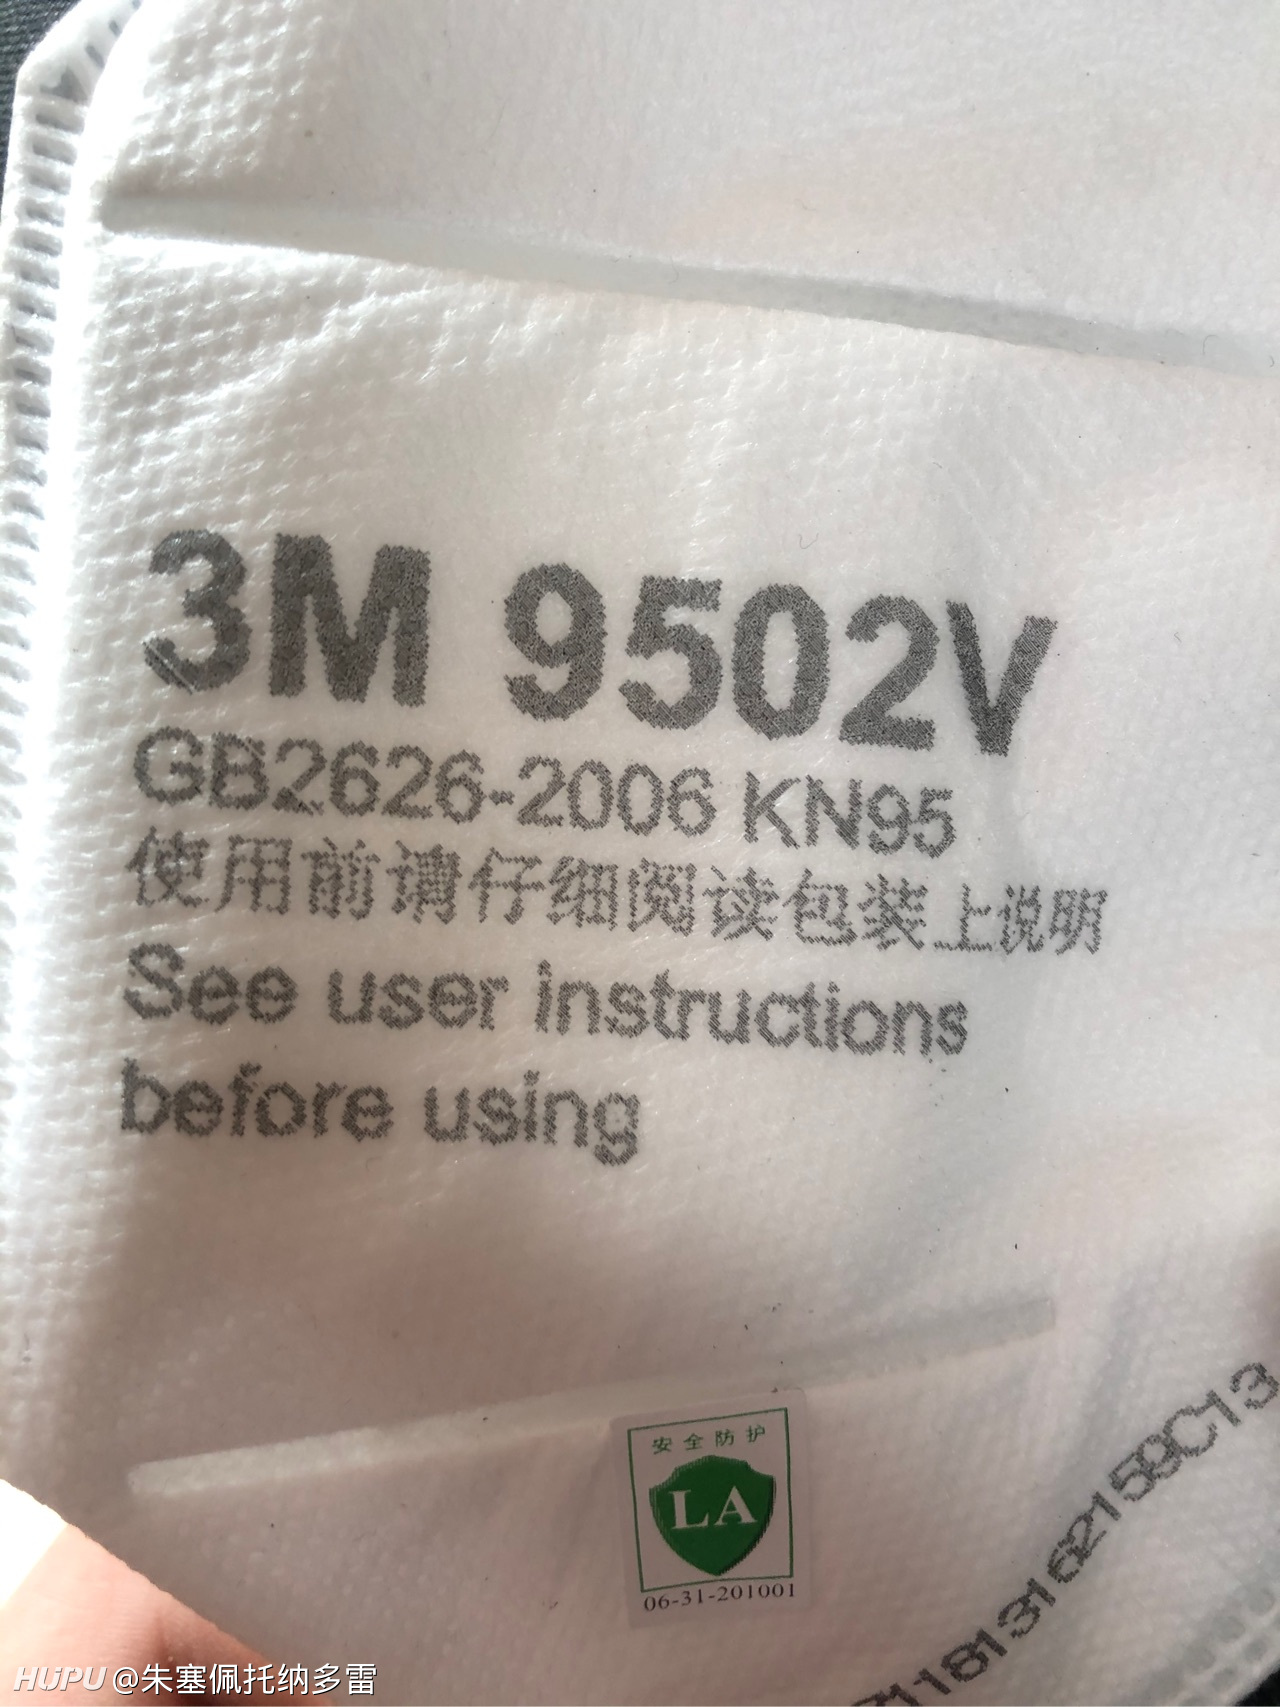 3M 9502V
GB2626-2006 KN95
使用前请仔细阅读包装上说明
See user instructions
before using
安全防护
LA
06-31-201001
HUPU @朱塞佩托纳多雷